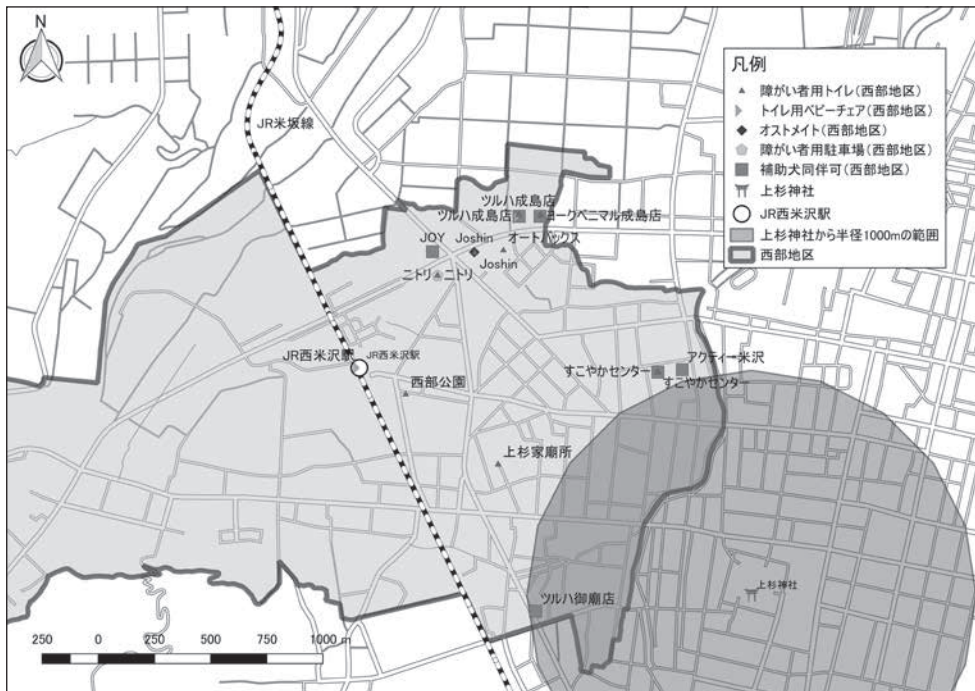 N
凡例
障がい者用トイレ(西部地区)
トイレ用ベビーチェア(西部地区)
オストメイト(西部地区)
障がい者用駐車場(西部地区)
補助犬同伴可(西部地区)
上杉神社
JR西米沢駅
上杉神社から半径1000mの範囲
西部地区
JR米坂線
ツルハ成島店
ツルハ成島店
ヨークベニマル成島店
JOY
Joshin
オートバックス
Joshin
ニトリ
ニトリ
JR西米沢駅
JR西米沢駅
アクティー米沢
すこやかセンター
すこやかセンター
西部公園
上杉家廟所
上杉神社
ツルハ御廟店
250 0 250 500 750 1000 m